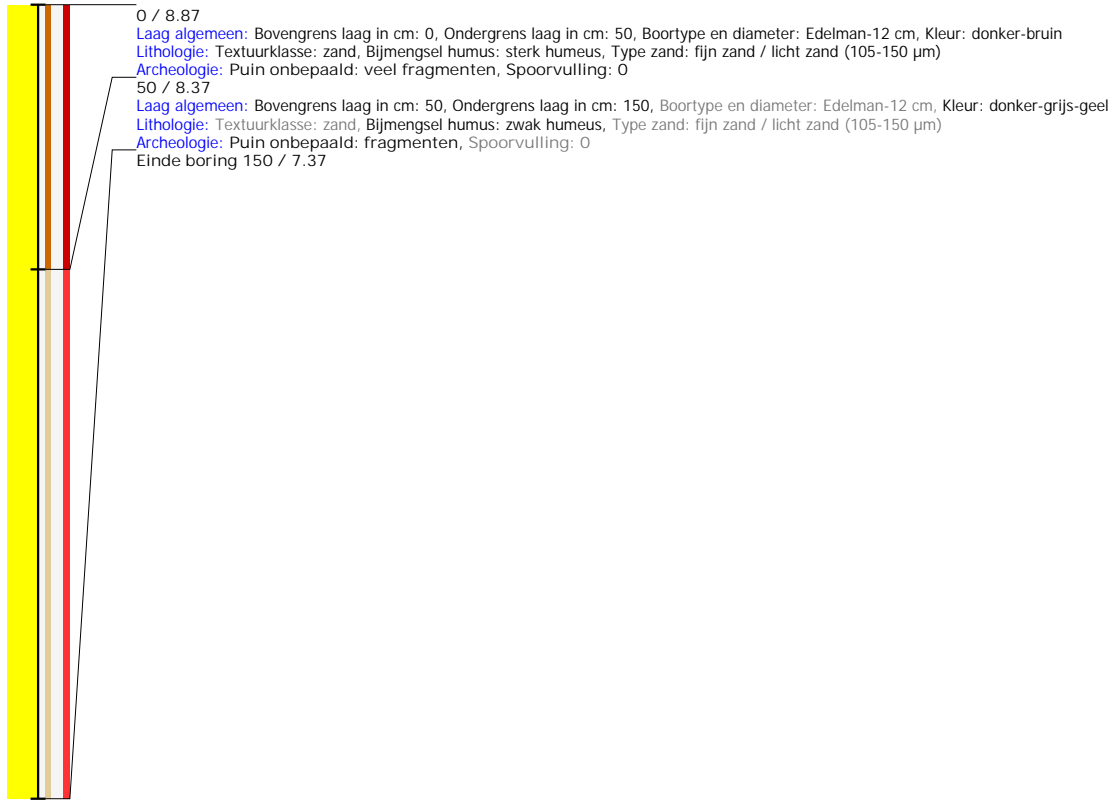 0 / 8.87
Laag algemeen: Bovengrens laag in cm: 0, Ondergrens laag in cm: 50, Boortype en diameter: Edelman-12 cm, Kleur: donker-bruin
Lithologie: Textuurklasse: zand, Bijmengsel humus: sterk humeus, Type zand: fijn zand / licht zand (105-150 µm)
Archeologie: Puin onbepaald: veel fragmenten, Spoorvulling: 0
50 / 8.37
Laag algemeen: Bovengrens laag in cm: 50, Ondergrens laag in cm: 150, Boortype en diameter: Edelman-12 cm, Kleur: donker-grijs-geel
Lithologie: Textuurklasse: zand, Bijmengsel humus: zwak humeus, Type zand: fijn zand / licht zand (105-150 µm)
Archeologie: Puin onbepaald: fragmenten, Spoorvulling: 0
Einde boring 150 / 7.37